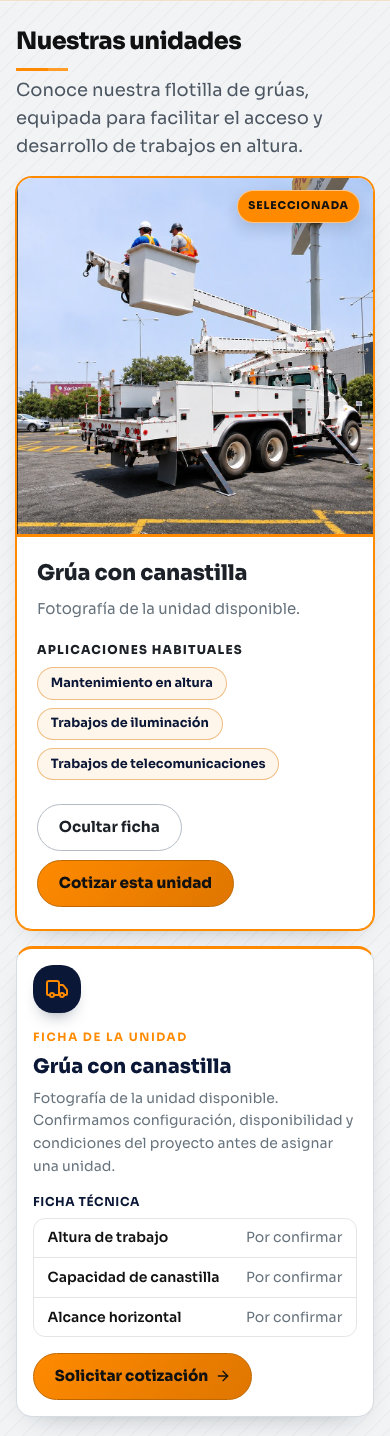 Nuestras unidades
Conoce nuestra flotilla de grúas,
equipada para facilitar el acceso y
desarrollo de trabajos en altura.
SELECCIONADA
Grúa con canastilla
Fotografía de la unidad disponible.
APLICACIONES HABITUALES
Mantenimiento en altura
Trabajos de iluminación
Trabajos de telecomunicaciones
Ocultar ficha
Cotizar esta unidad
FICHA DE LA UNIDAD
Grúa con canastilla
Fotografía de la unidad disponible.
Confirmamos configuración, disponibilidad y
condiciones del proyecto antes de asignar
una unidad.
FICHA TÉCNICA
Altura de trabajo Por confirmar
Capacidad de canastilla Por confirmar
Alcance horizontal Por confirmar
Solicitar cotización →